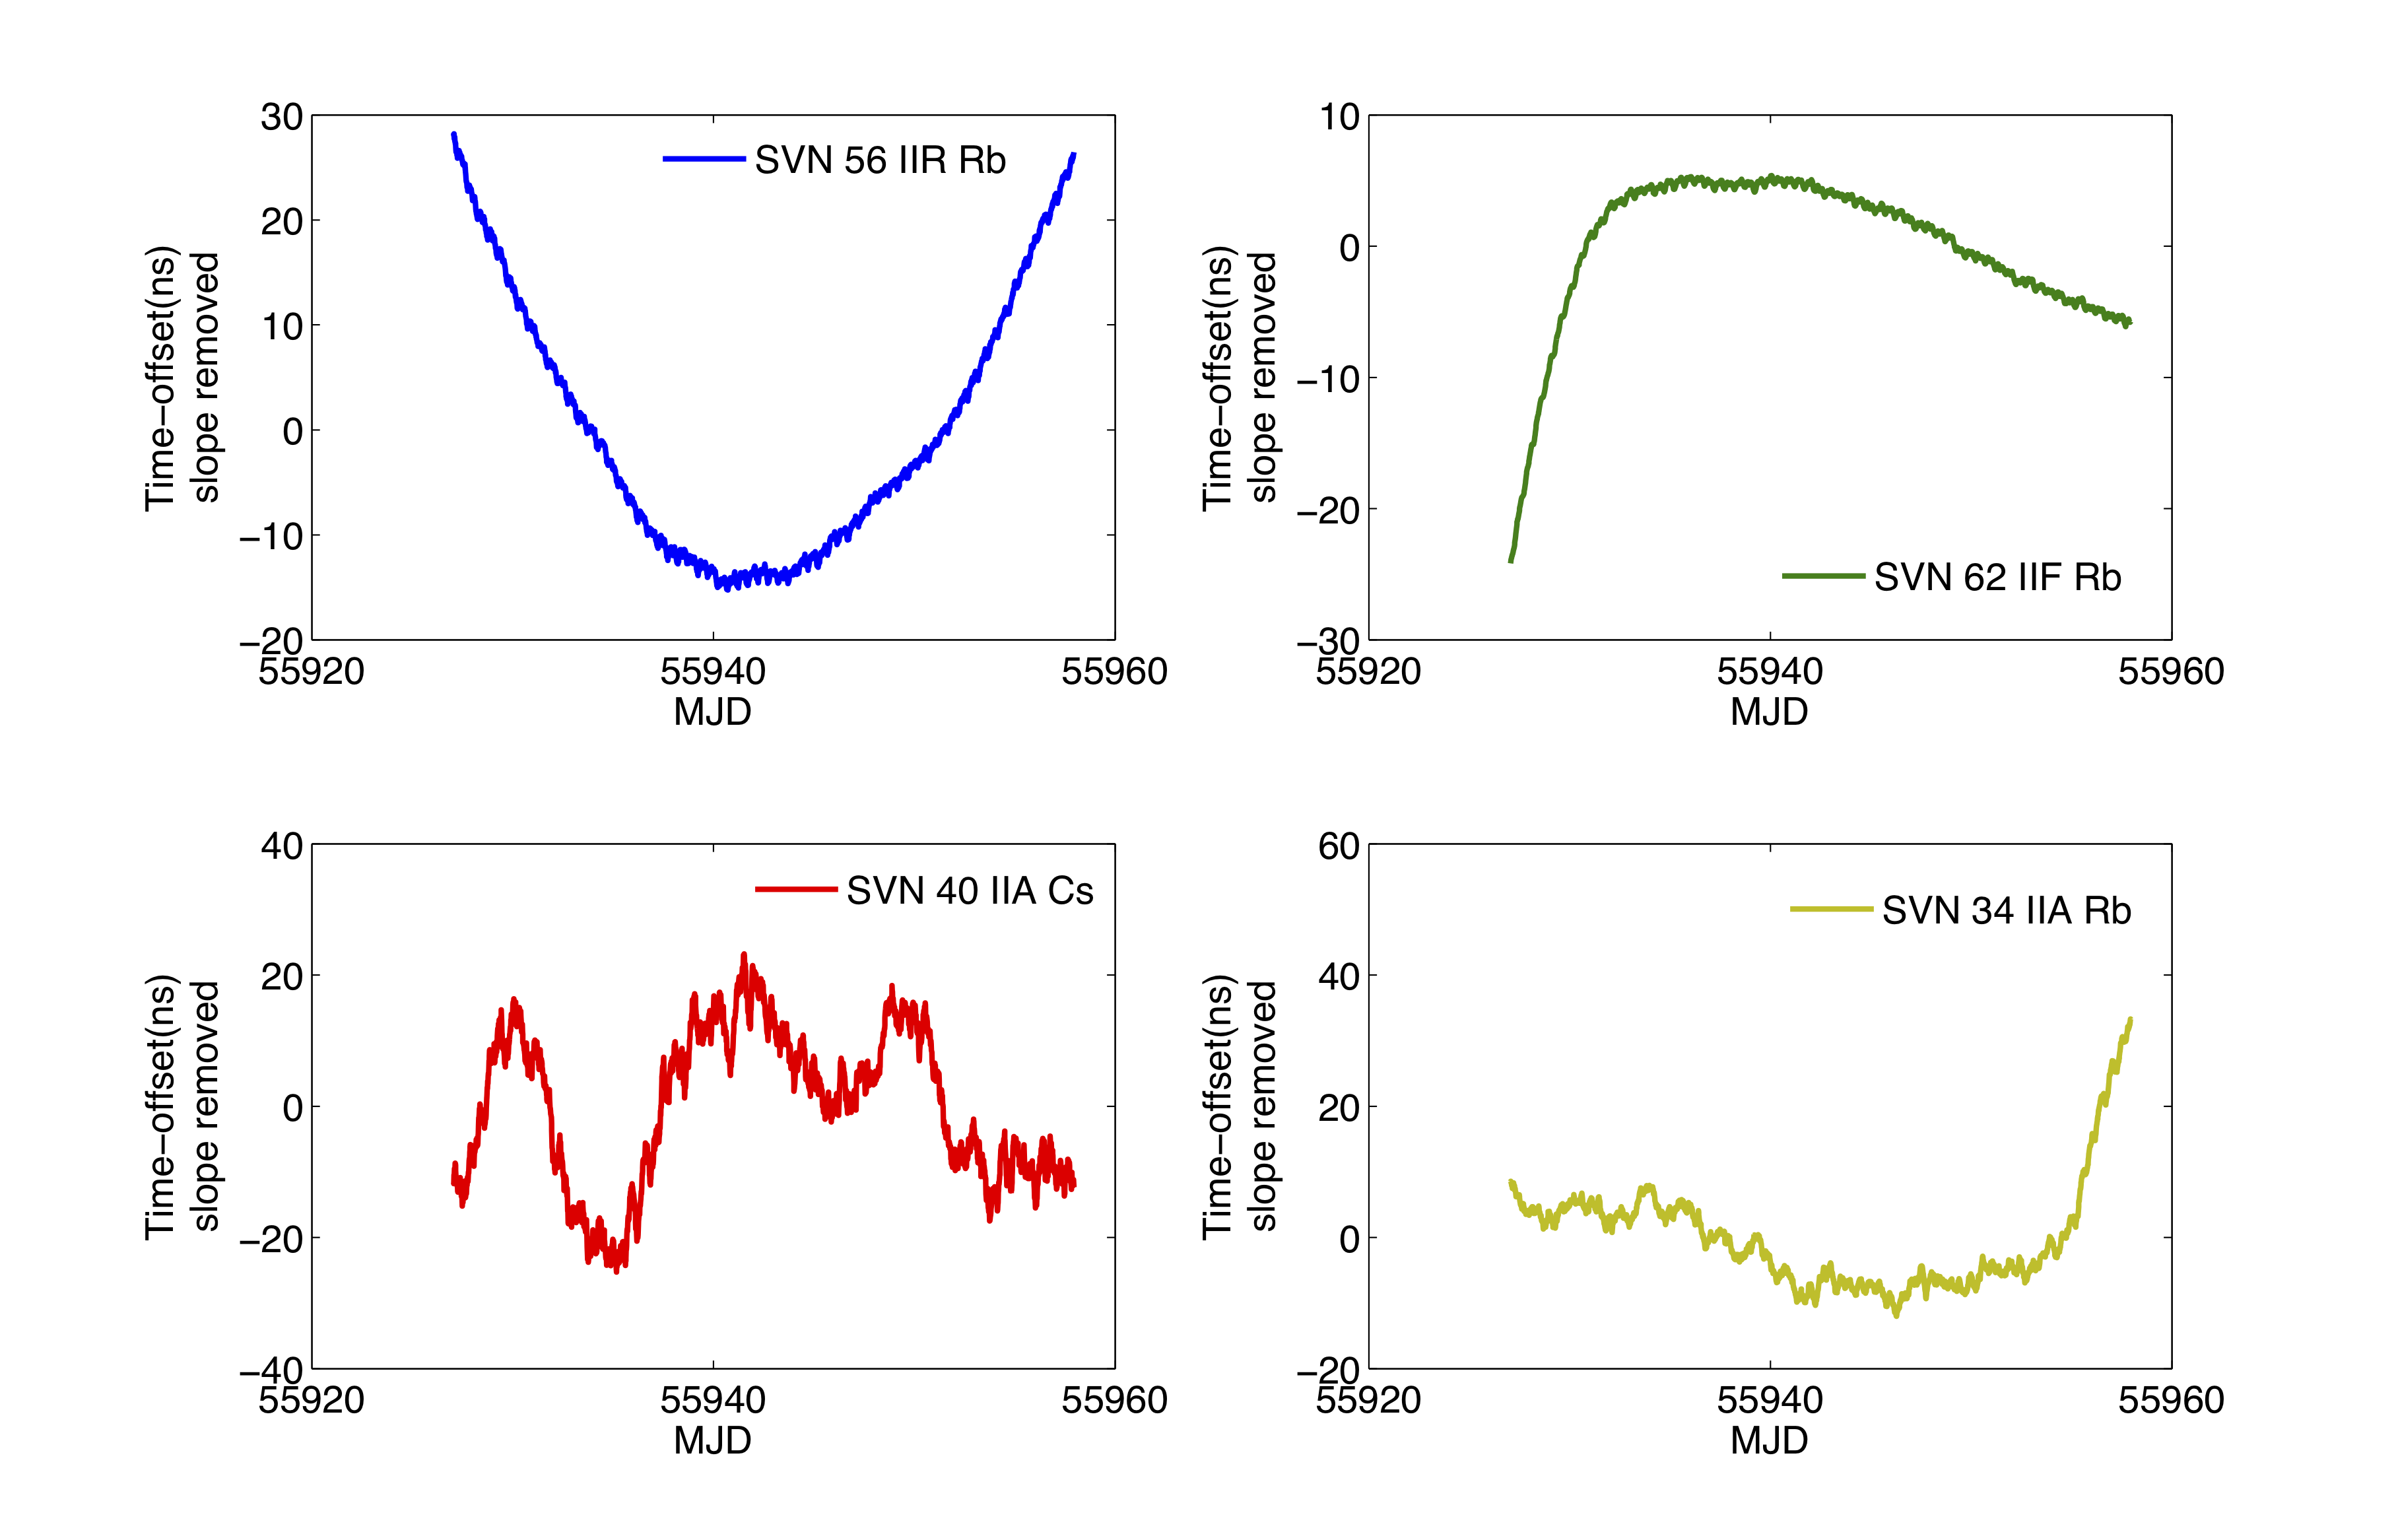 30
20
10
0
−10
−20
55920
55940
55960
MJD
Time−offset(ns)
slope removed
SVN 56 IIR Rb
10
0
−10
−20
−30
55920
55940
55960
MJD
Time−offset(ns)
slope removed
SVN 62 IIF Rb
40
20
0
−20
−40
55920
55940
55960
MJD
Time−offset(ns)
slope removed
SVN 40 IIA Cs
60
40
20
0
−20
55920
55940
55960
MJD
Time−offset(ns)
slope removed
SVN 34 IIA Rb